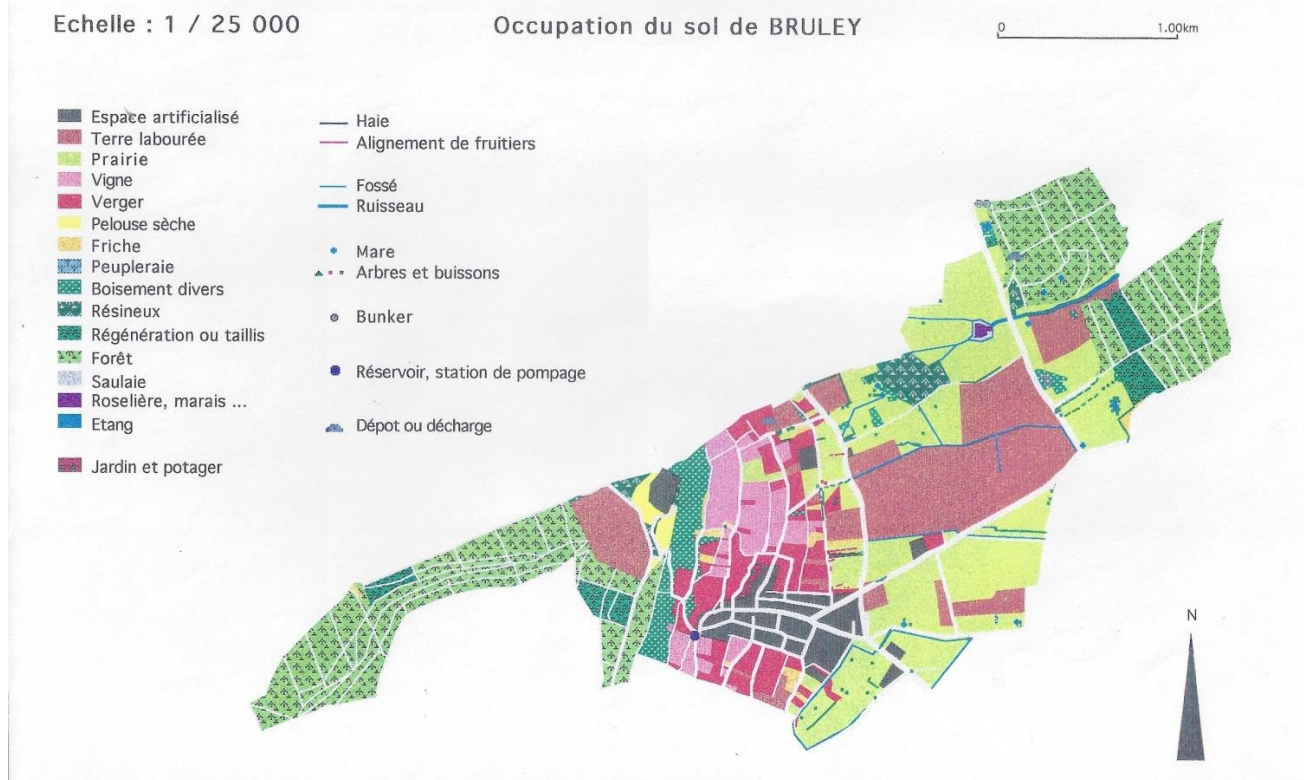 Echelle : 1 / 25 000
Occupation du sol de BRULEY
0 1.00km
Espace artificialisé
Terre labourée
Prairie
Vigne
Verger
Pelouse sèche
Friche
Peupleraie
Boisement divers
Résineux
Régénération ou taillis
Forêt
Saulaie
Roselière, marais ...
Etang
Jardin et potager
Haie
Alignement de fruitiers
Fossé
Ruisseau
Mare
Arbres et buissons
Bunker
Réservoir, station de pompage
Dépot ou décharge
N